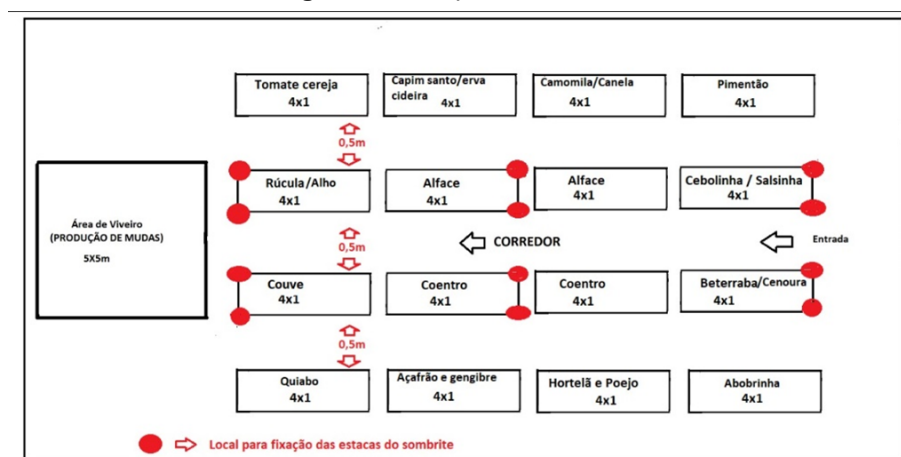 Tomate cereja
4x1
Capim santo/erva
cideira
4x1
Camomila/Canela
4x1
Pimentão
4x1
0,5m
Rúcula/Alho
4x1
Alface
4x1
Alface
4x1
Cebolinha / Salsinha
4x1
Área de Viveiro
(PRODUÇÃO DE MUDAS)
5X5m
0,5m
CORREDOR
Entrada
Couve
4x1
Coentro
4x1
Coentro
4x1
Beterraba/Cenoura
4x1
0,5m
Quiabo
4x1
Açafrão e gengibre
4x1
Hortelã e Poejo
4x1
Abobrinha
4x1
Local para fixação das estacas do sombrite